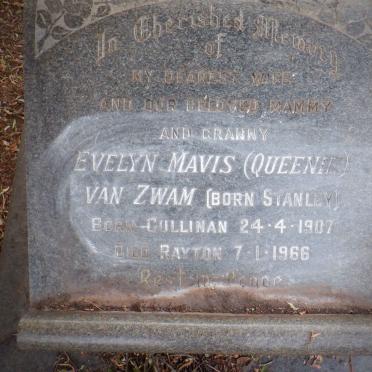 In Cherished Memory
of
MY DEAREST WIFE
AND OUR BELOVED MAMMY
AND GRANNY
EVELYN MAVIS (QUEENIE)
VAN ZWAM (BORN STANLEY)
BORN CULLINAN 24-4-1907
DIED RAYTON 7-1-1966
Rest in Peace